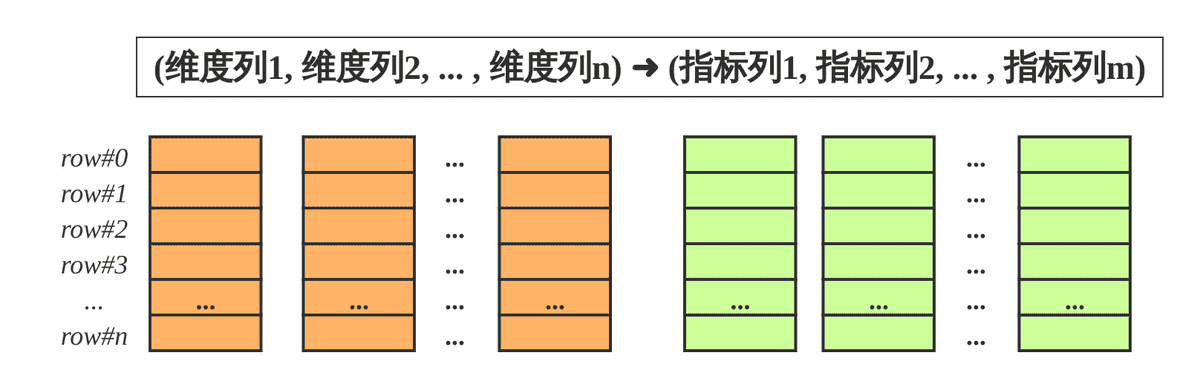 (维度列1, 维度列2, ... , 维度列n) ➜ (指标列1, 指标列2, ... , 指标列m)
row#0 ... ...
row#1 ... ...
row#2 ... ...
row#3 ... ...
... ... ... ... ... ... ... ... ...
row#n ... ...